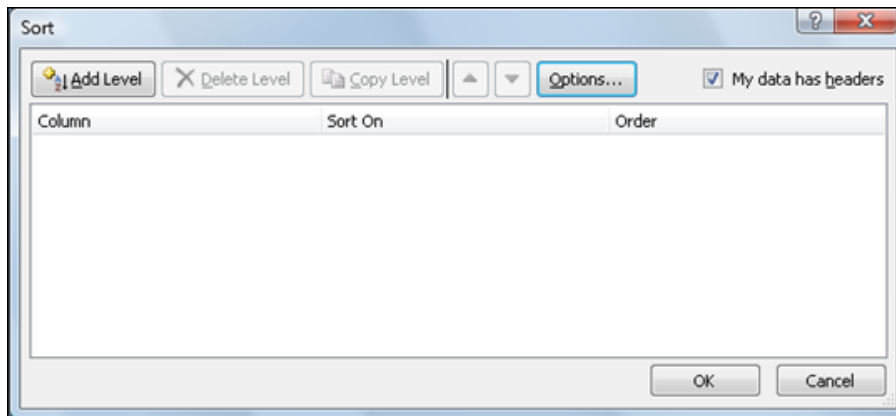 Sort
Add Level Delete Level Copy Level Options... My data has headers
Column Sort On Order
OK Cancel